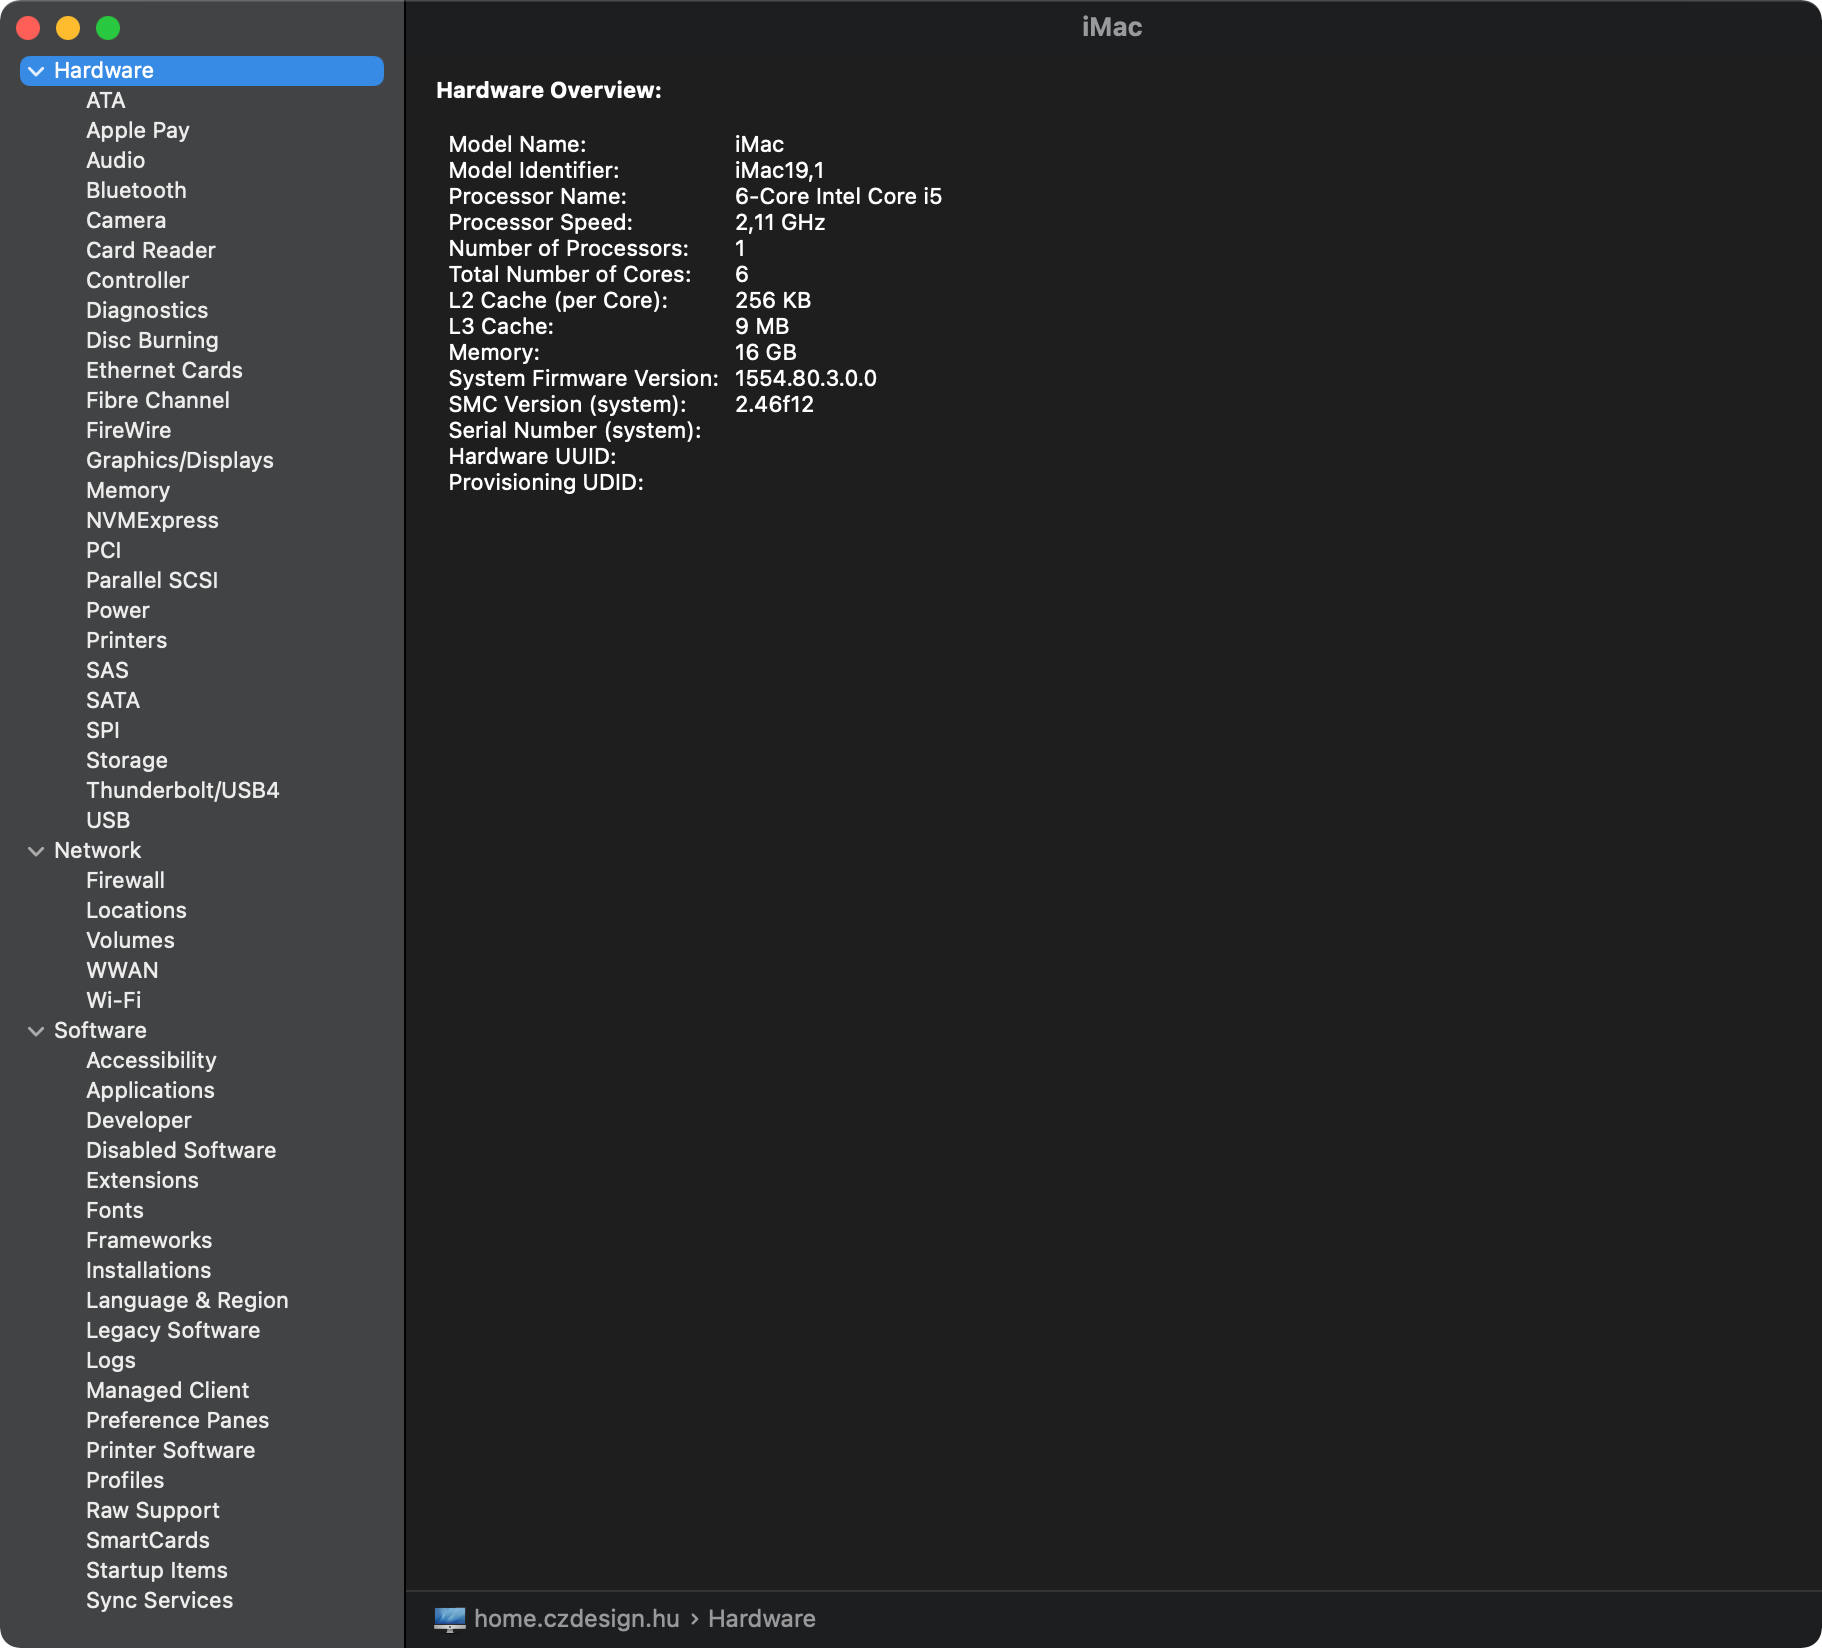 iMac
Hardware
ATA
Apple Pay
Audio
Bluetooth
Camera
Card Reader
Controller
Diagnostics
Disc Burning
Ethernet Cards
Fibre Channel
FireWire
Graphics/Displays
Memory
NVMExpress
PCI
Parallel SCSI
Power
Printers
SAS
SATA
SPI
Storage
Thunderbolt/USB4
USB
Network
Firewall
Locations
Volumes
WWAN
Wi-Fi
Software
Accessibility
Applications
Developer
Disabled Software
Extensions
Fonts
Frameworks
Installations
Language & Region
Legacy Software
Logs
Managed Client
Preference Panes
Printer Software
Profiles
Raw Support
SmartCards
Startup Items
Sync Services
Hardware Overview:
Model Name: iMac
Model Identifier: iMac19,1
Processor Name: 6-Core Intel Core i5
Processor Speed: 2,11 GHz
Number of Processors: 1
Total Number of Cores: 6
L2 Cache (per Core): 256 KB
L3 Cache: 9 MB
Memory: 16 GB
System Firmware Version: 1554.80.3.0.0
SMC Version (system): 2.46f12
Serial Number (system):
Hardware UUID:
Provisioning UDID:
home.czdesign.hu › Hardware